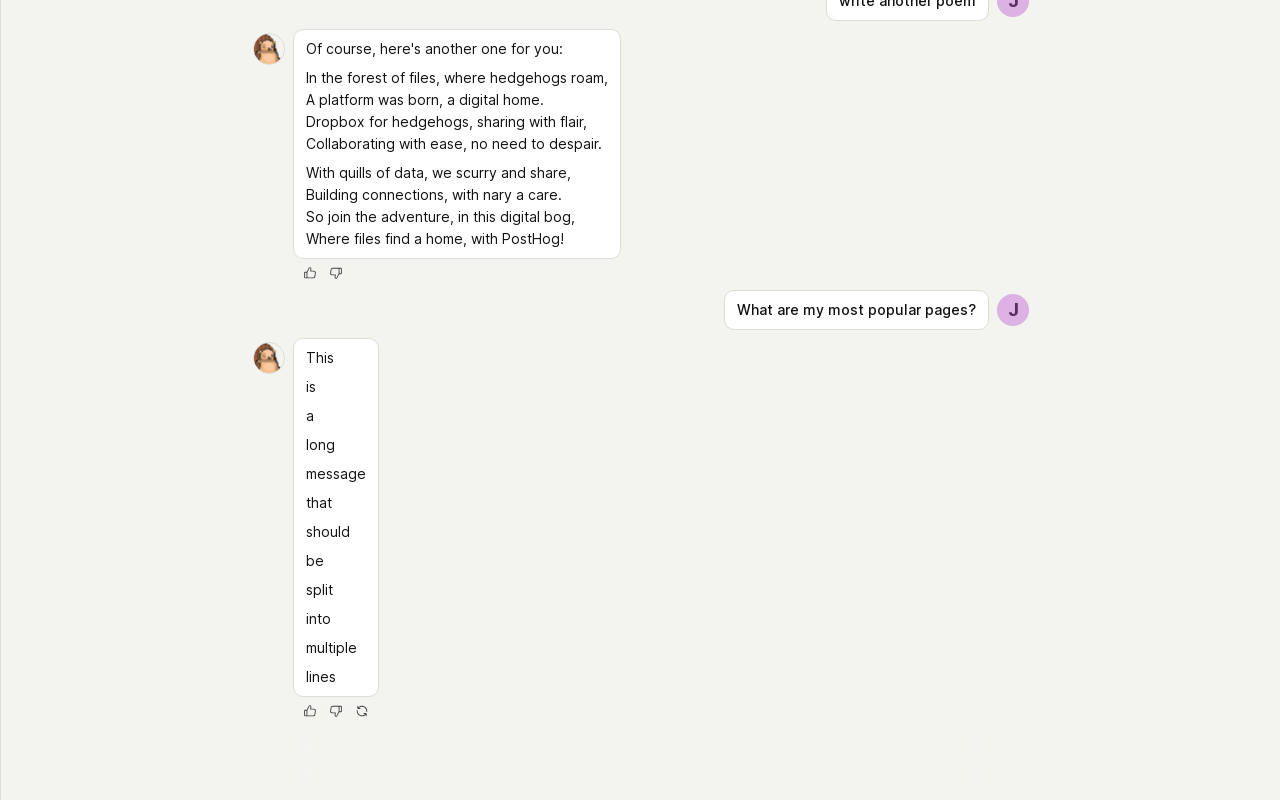 write another poem
J
Of course, here's another one for you:
In the forest of files, where hedgehogs roam,
A platform was born, a digital home.
Dropbox for hedgehogs, sharing with flair,
Collaborating with ease, no need to despair.
With quills of data, we scurry and share,
Building connections, with nary a care.
So join the adventure, in this digital bog,
Where files find a home, with PostHog!
What are my most popular pages?
J
This
is
a
long
message
that
should
be
split
into
multiple
lines